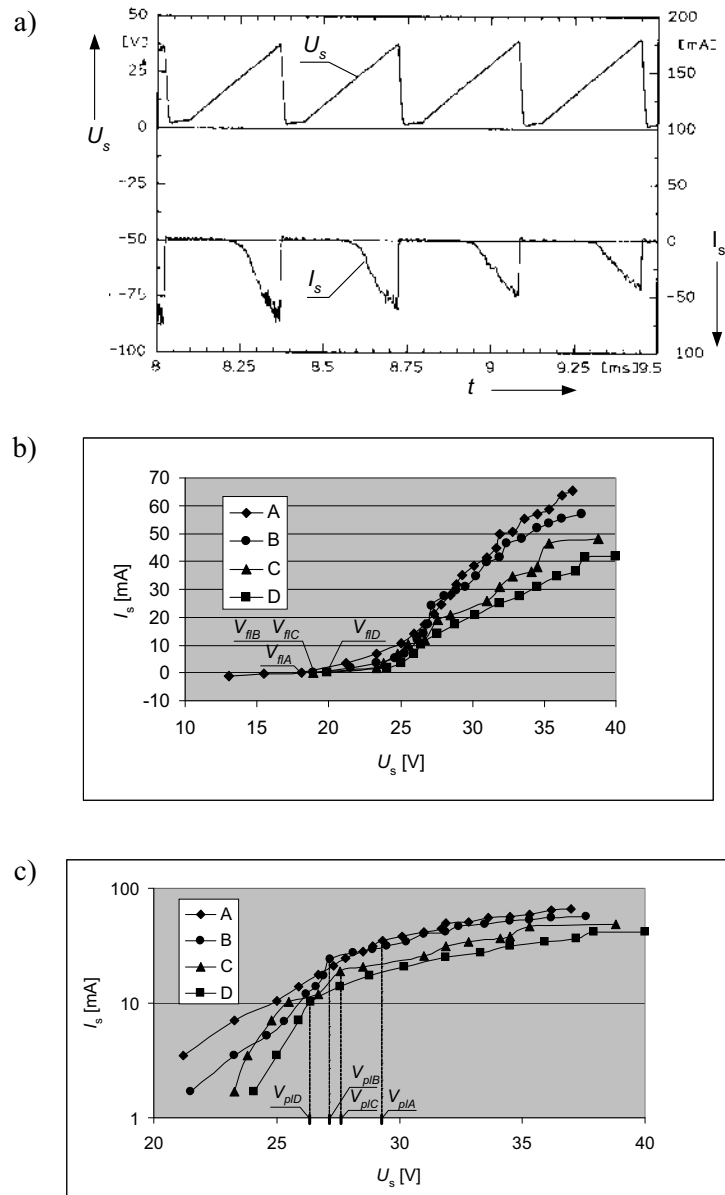 a)
50 200
[V] [mA]
U_s
25 150
U_s
0 100
-25 50
-50 0
I_s
I_s
-75 50
-100 100
8 8.25 8.5 8.75 9 9.25 [ms] 9.5
t
b)
70
60
50
40
30
20
10
0
-10
A
B
C
D
V_flB V_flC V_flD
V_flA
I_s [mA]
10 15 20 25 30 35 40
U_s [V]
c)
100
10
1
A
B
C
D
I_s [mA]
V_plB
V_plD V_plC V_plA
20 25 30 35 40
U_s [V]